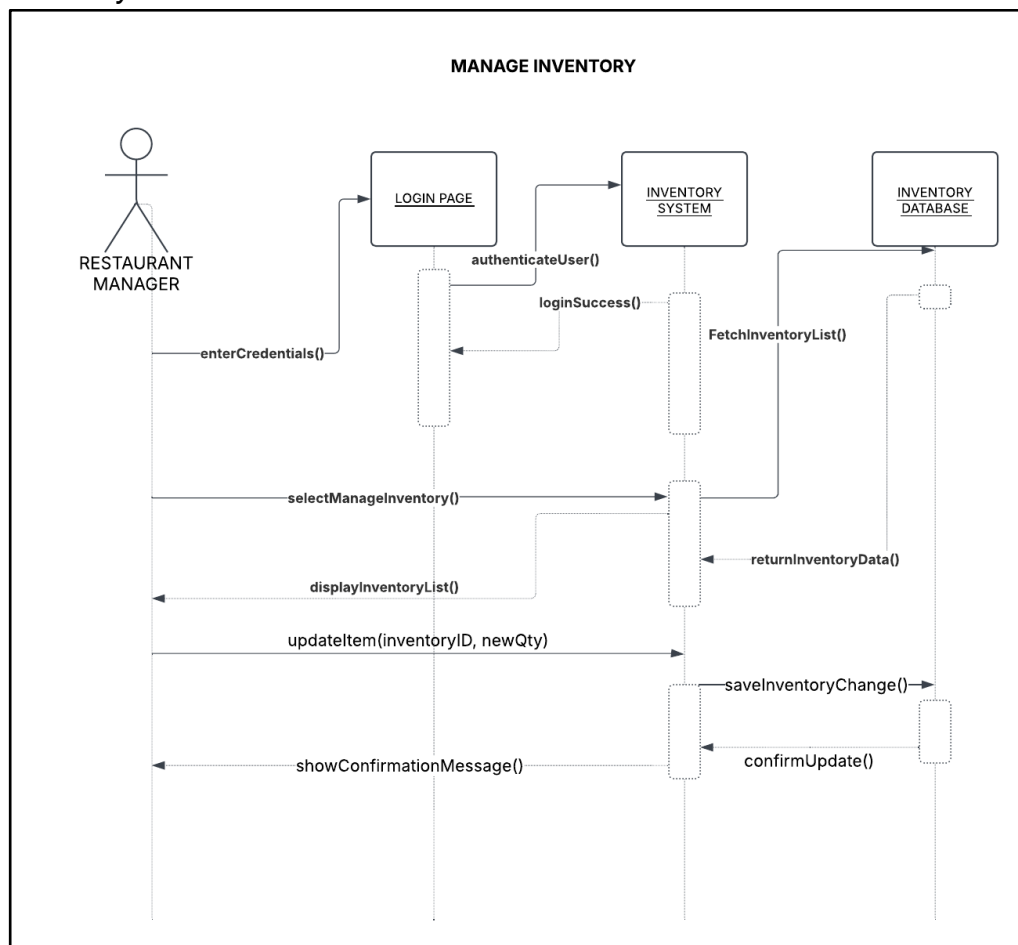 MANAGE INVENTORY
LOGIN PAGE
INVENTORY
SYSTEM
INVENTORY
DATABASE
RESTAURANT
MANAGER
authenticateUser()
loginSuccess()
FetchInventoryList()
enterCredentials()
selectManageInventory()
returnInventoryData()
displayInventoryList()
updateItem(inventoryID, newQty)
saveInventoryChange()
confirmUpdate()
showConfirmationMessage()